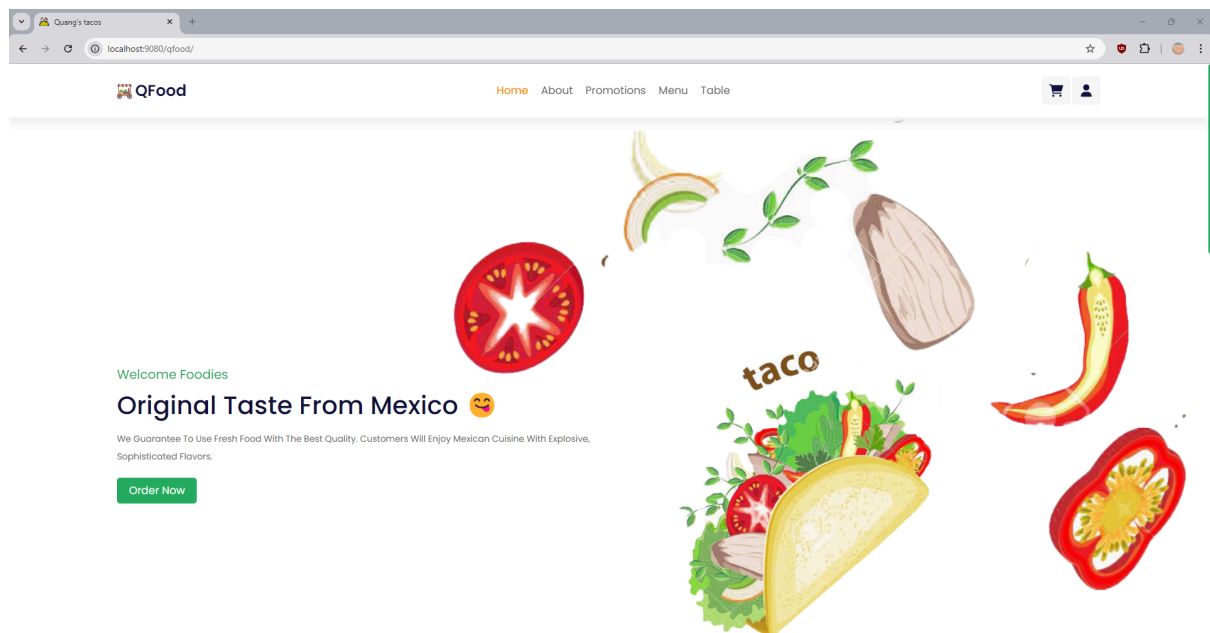 Quang's tacos
localhost:9080/qfood/
QFood
Home About Promotions Menu Table
taco
Welcome Foodies
Original Taste From Mexico 😋
We Guarantee To Use Fresh Food With The Best Quality. Customers Will Enjoy Mexican Cuisine With Explosive,
Sophisticated Flavors.
Order Now